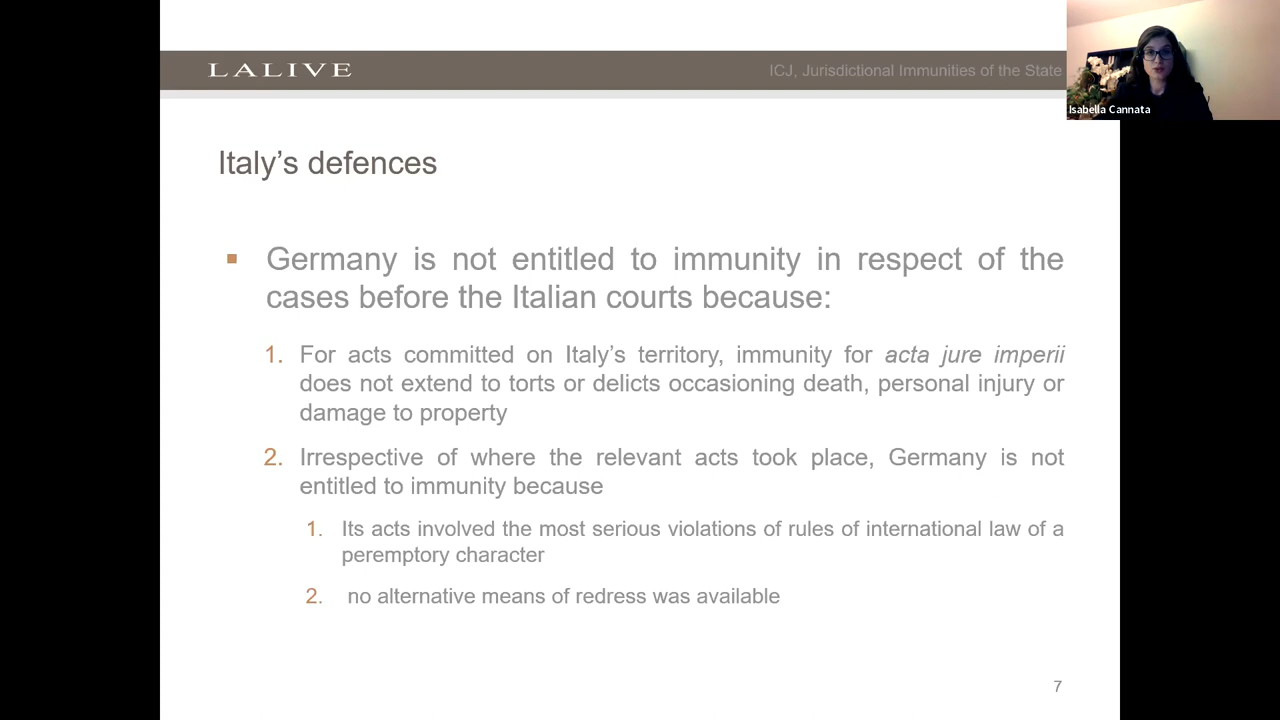 LALIVE
ICJ, Jurisdictional Immunities of the State
Isabella Cannata
Italy’s defences
▪ Germany is not entitled to immunity in respect of the
cases before the Italian courts because:
1. For acts committed on Italy’s territory, immunity for acta jure imperii
does not extend to torts or delicts occasioning death, personal injury or
damage to property
2. Irrespective of where the relevant acts took place, Germany is not
entitled to immunity because
1. Its acts involved the most serious violations of rules of international law of a
peremptory character
2. no alternative means of redress was available
7